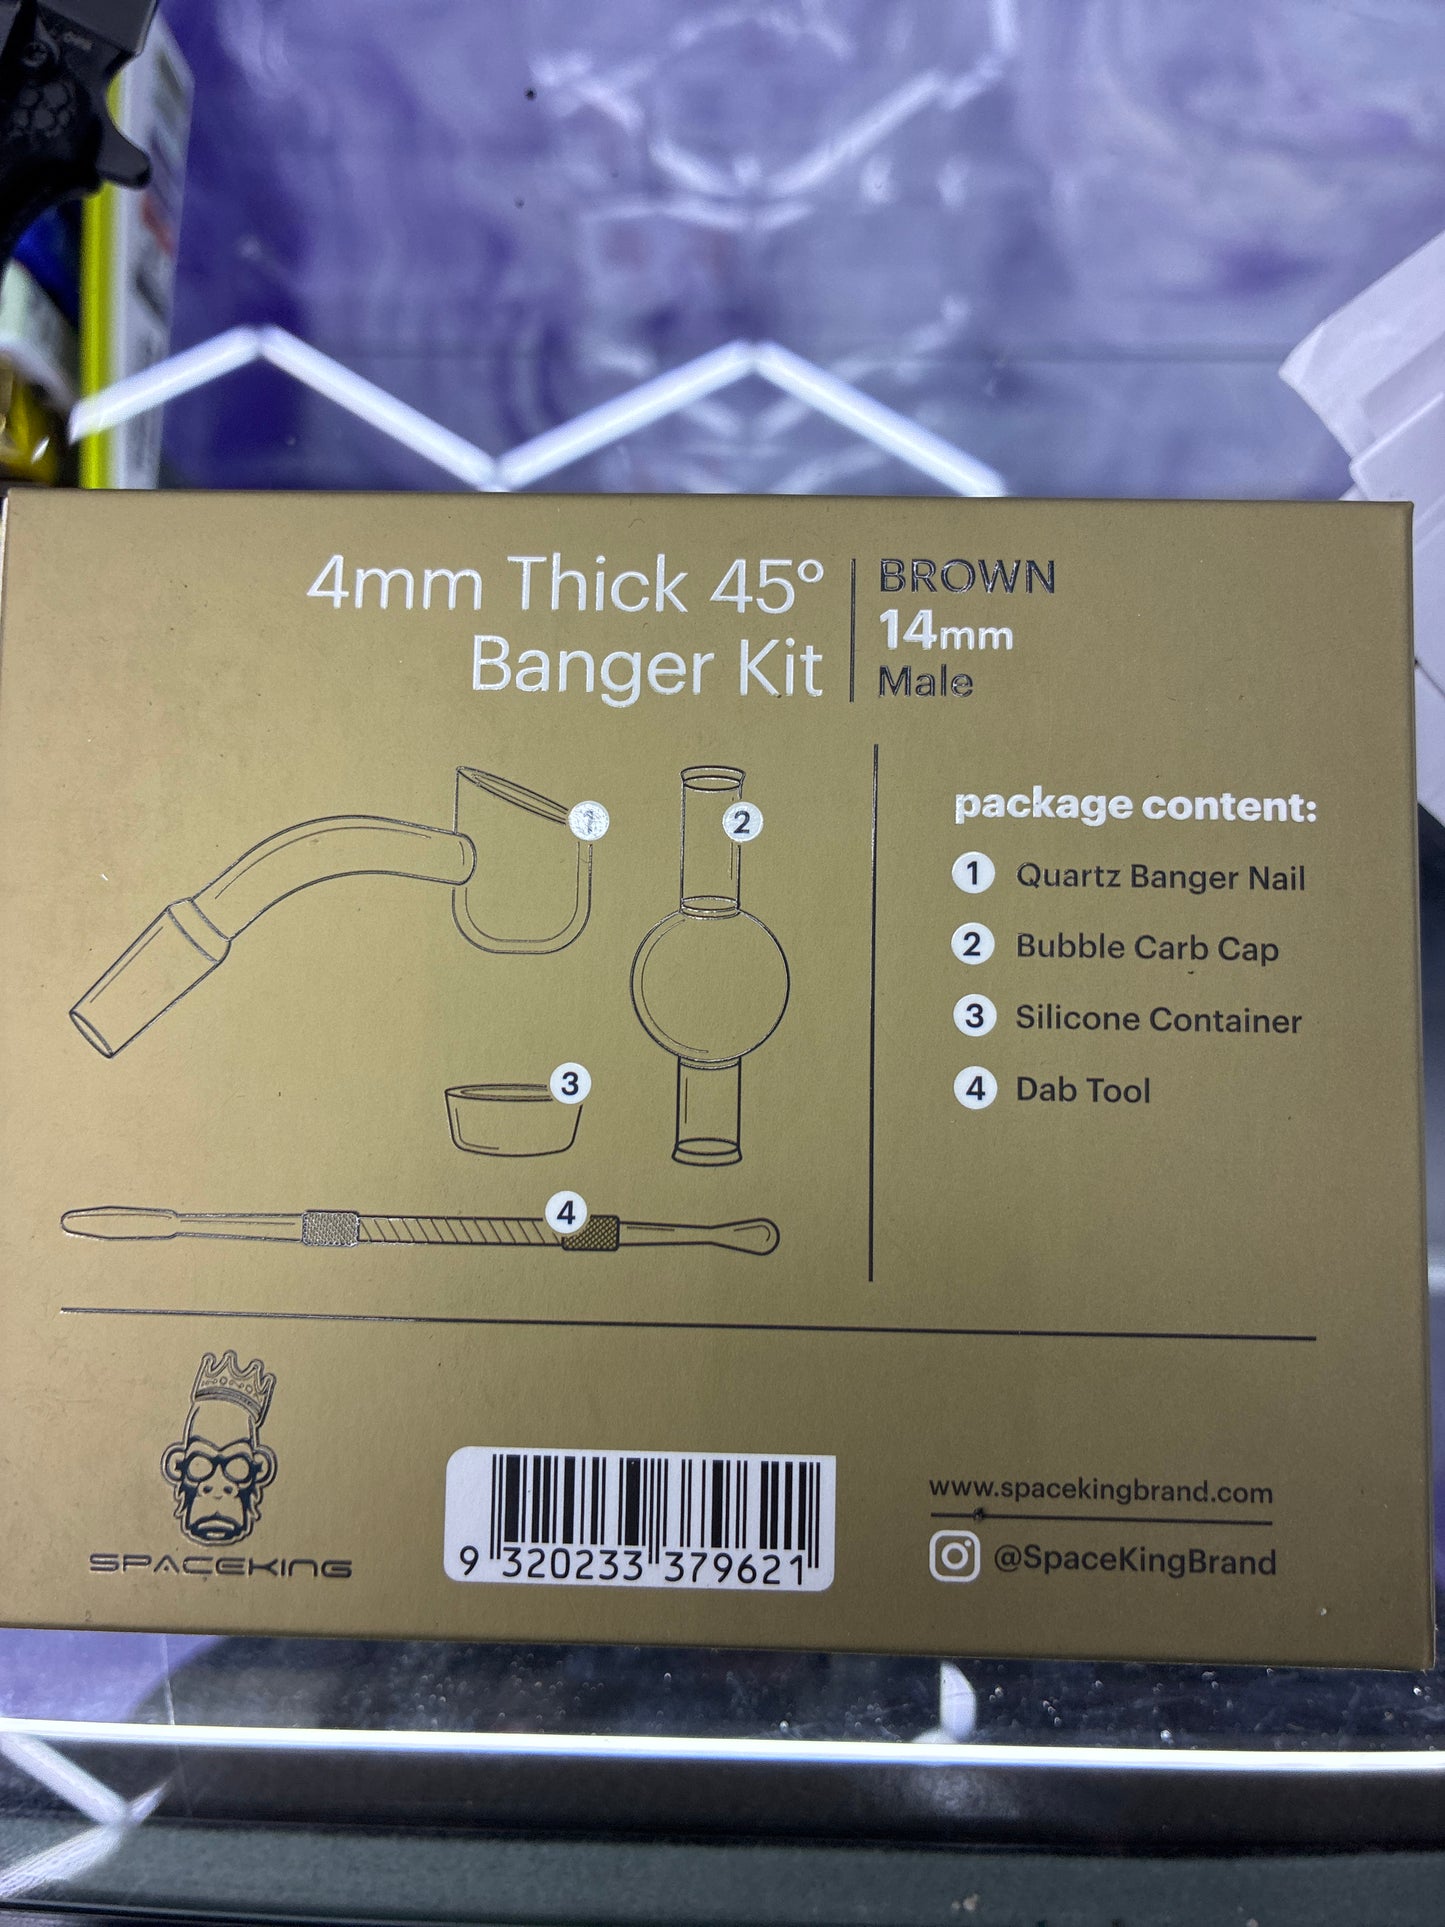 4mm Thick 45°
Banger Kit
BROWN
14mm
Male
1
2
3
4
package content:
1 Quartz Banger Nail
2 Bubble Carb Cap
3 Silicone Container
4 Dab Tool
SPACEKING
9 320233 379621
www.spacekingbrand.com
@SpaceKingBrand